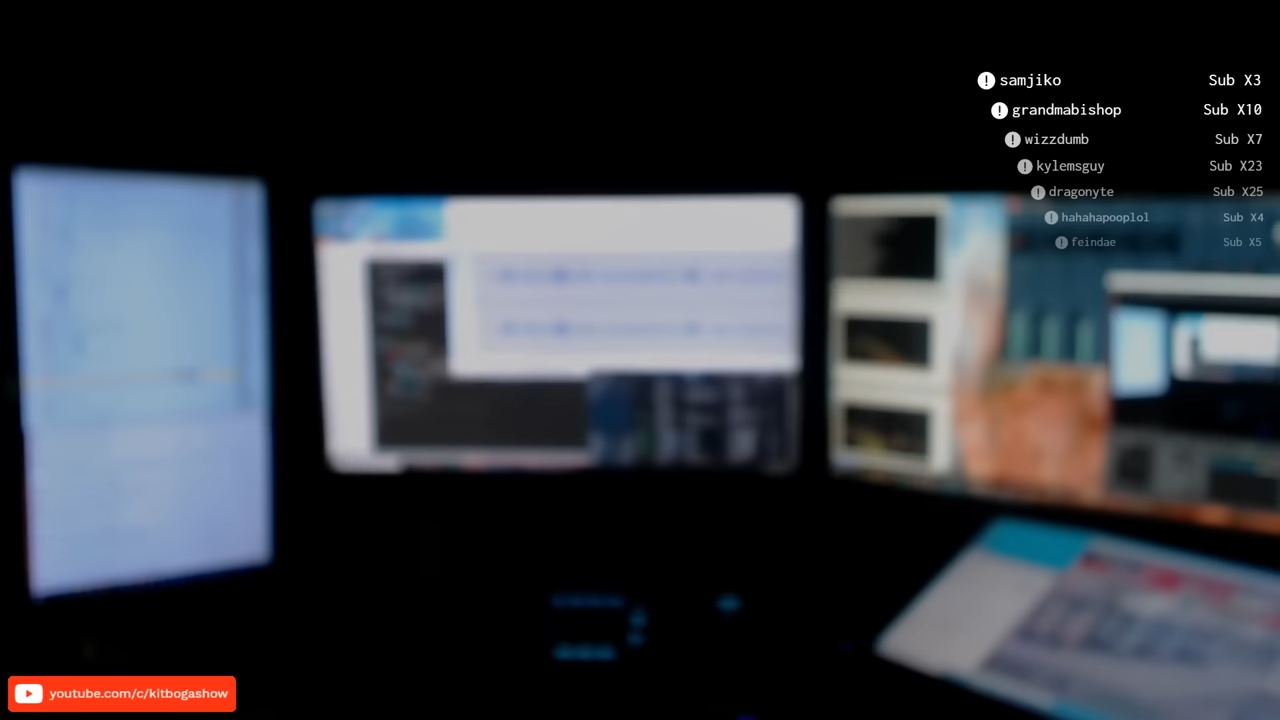 samjiko Sub X3
grandmabishop Sub X10
wizzdumb Sub X7
kylemsguy Sub X23
dragonyte Sub X25
hahahapooplol Sub X4
feindae Sub X5
youtube.com/c/kitbogashow